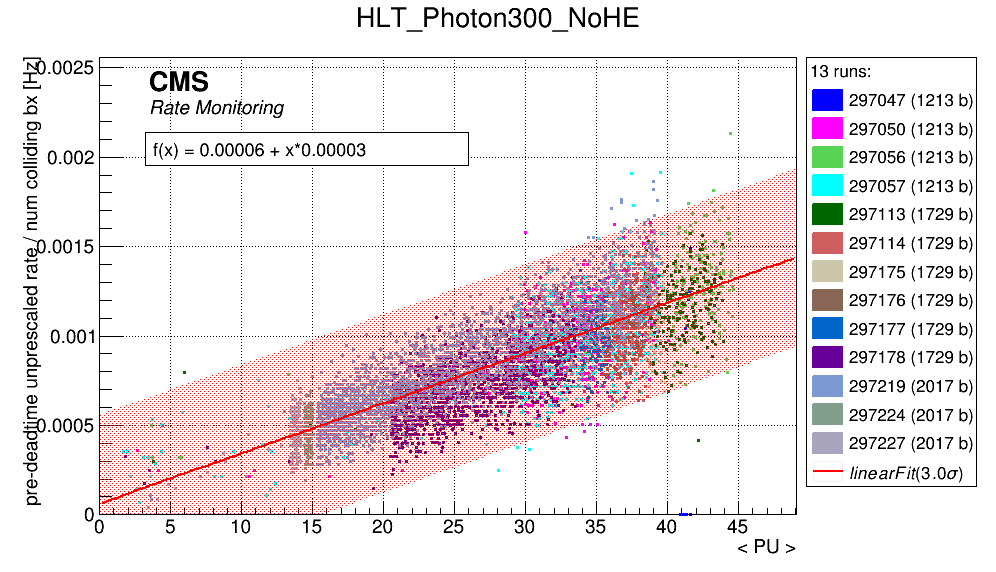 HLT_Photon300_NoHE
pre-deadtime unprescaled rate / num colliding bx [Hz]
0.0025
0.002
0.0015
0.001
0.0005
0
CMS
Rate Monitoring
f(x) = 0.00006 + x*0.00003
0 5 10 15 20 25 30 35 40 45
< PU >
13 runs:
297047 (1213 b)
297050 (1213 b)
297056 (1213 b)
297057 (1213 b)
297113 (1729 b)
297114 (1729 b)
297175 (1729 b)
297176 (1729 b)
297177 (1729 b)
297178 (1729 b)
297219 (2017 b)
297224 (2017 b)
297227 (2017 b)
linearFit(3.0σ)